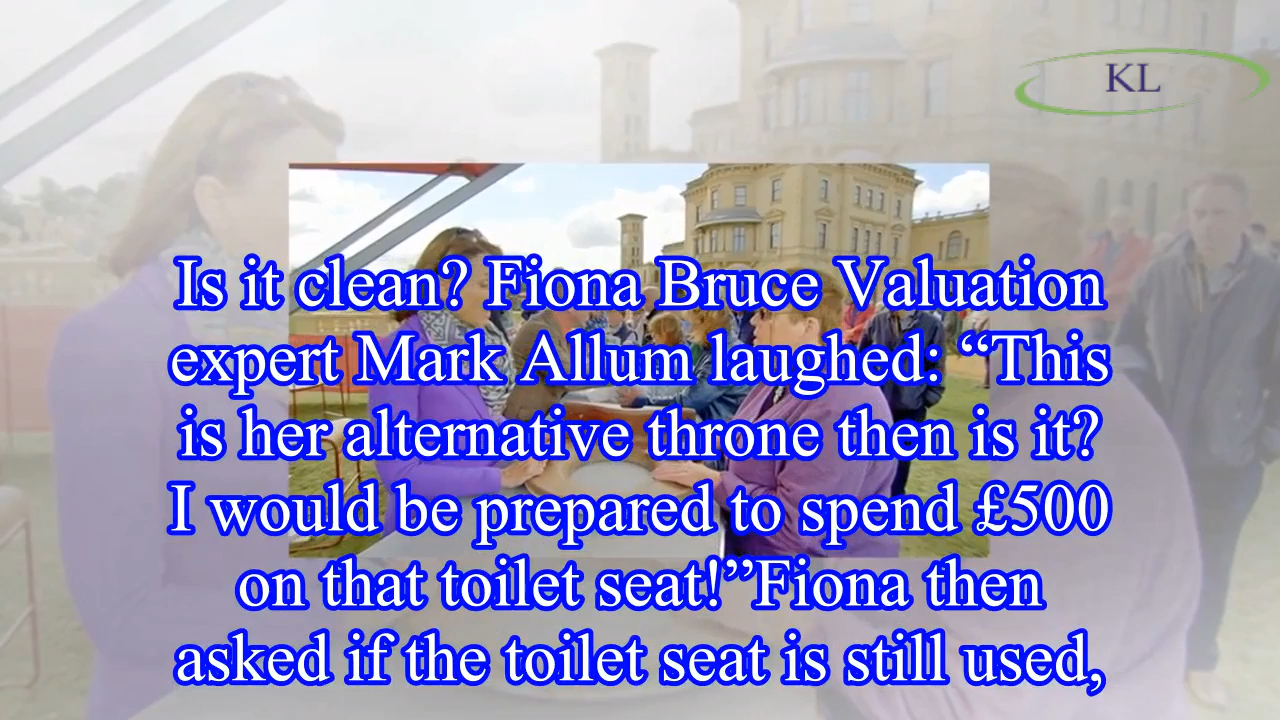 KL
Is it clean? Fiona Bruce Valuation
expert Mark Allum laughed: “This
is her alternative throne then is it?
I would be prepared to spend £500
on that toilet seat!”Fiona then
asked if the toilet seat is still used,